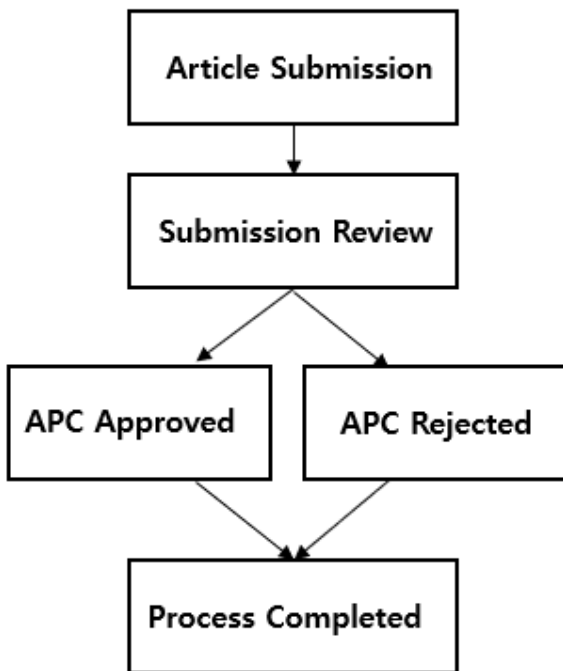 Article Submission
Submission Review
APC Approved
APC Rejected
Process Completed